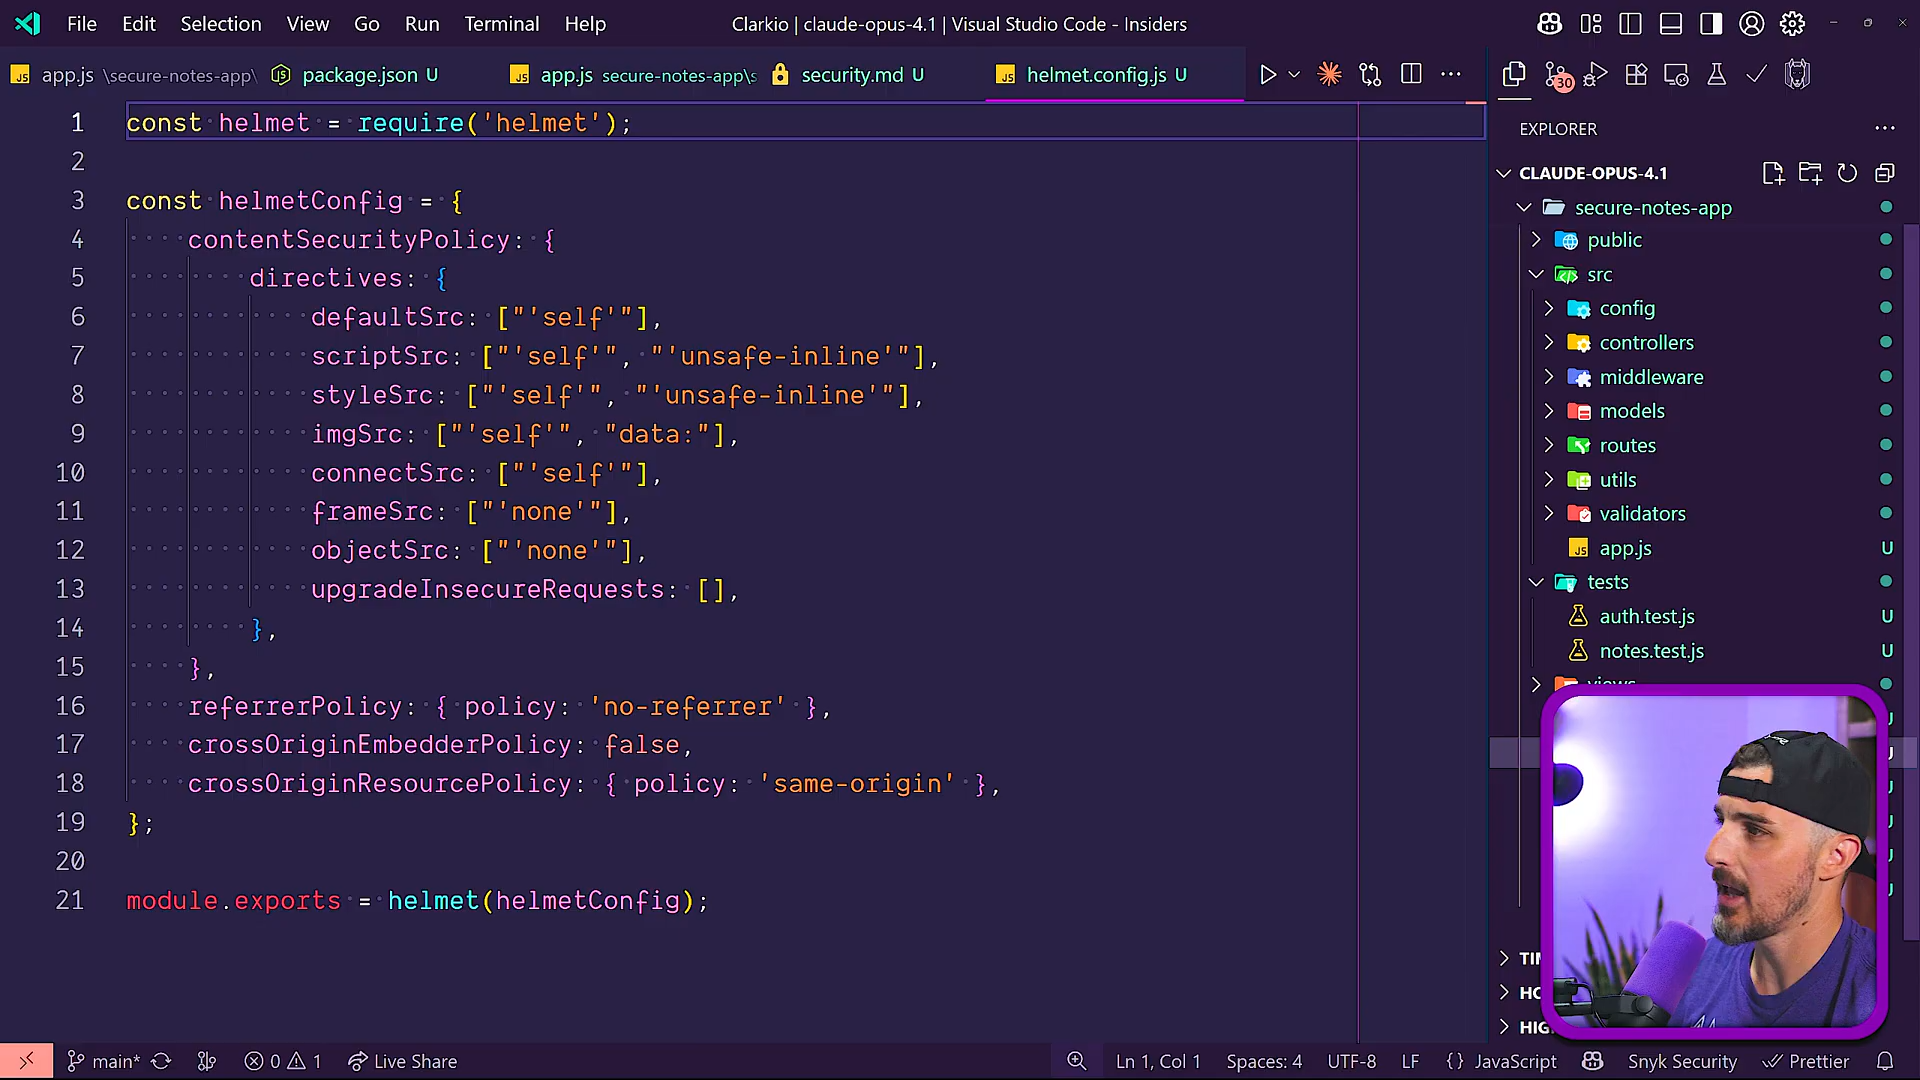 File Edit Selection View Go Run Terminal Help Clarkio | claude-opus-4.1 | Visual Studio Code - Insiders
app.js \secure-notes-app\ package.json U app.js secure-notes-app\s security.md U helmet.config.js U 30
EXPLORER
CLAUDE-OPUS-4.1
secure-notes-app
public
src
config
controllers
middleware
models
routes
utils
validators
app.js U
tests
auth.test.js U
notes.test.js U
views
1 const helmet = require('helmet');
2
3 const helmetConfig = {
4 contentSecurityPolicy: {
5 directives: {
6 defaultSrc: ["'self'"],
7 scriptSrc: ["'self'", "'unsafe-inline'"],
8 styleSrc: ["'self'", "'unsafe-inline'"],
9 imgSrc: ["'self'", "data:"],
10 connectSrc: ["'self'"],
11 frameSrc: ["'none'"],
12 objectSrc: ["'none'"],
13 upgradeInsecureRequests: [],
14 },
15 },
16 referrerPolicy: { policy: 'no-referrer' },
17 crossOriginEmbedderPolicy: false,
18 crossOriginResourcePolicy: { policy: 'same-origin' },
19 };
20
21 module.exports = helmet(helmetConfig);
main* 0 1 Live Share Ln 1, Col 1 Spaces: 4 UTF-8 LF {} JavaScript Snyk Security Prettier